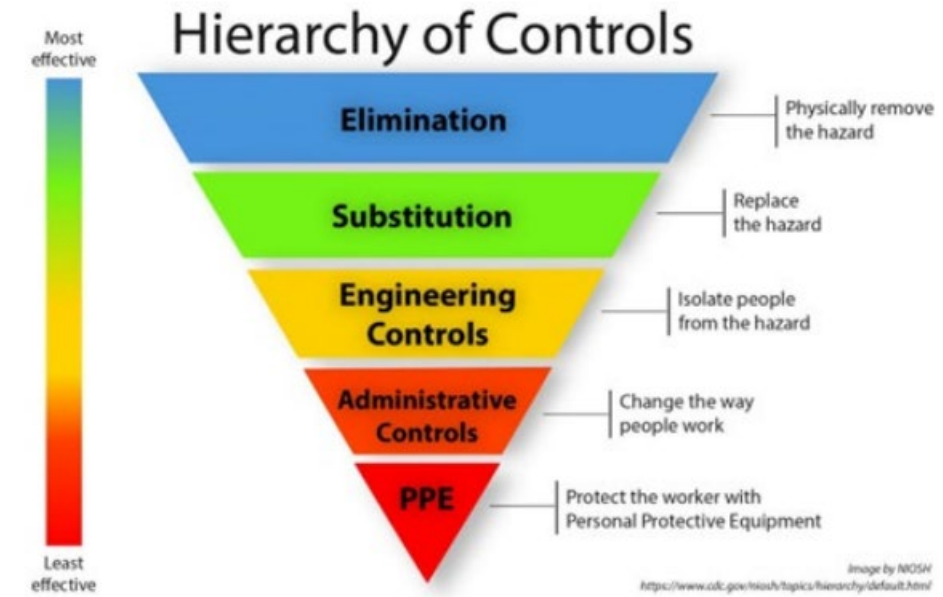 Hierarchy of Controls
Most
effective
Elimination
Physically remove
the hazard
Substitution
Replace
the hazard
Engineering
Controls
Isolate people
from the hazard
Administrative
Controls
Change the way
people work
PPE
Protect the worker with
Personal Protective Equipment
Least
effective
Image by NIOSH
https://www.cdc.gov/niosh/topics/hierarchy/default.html